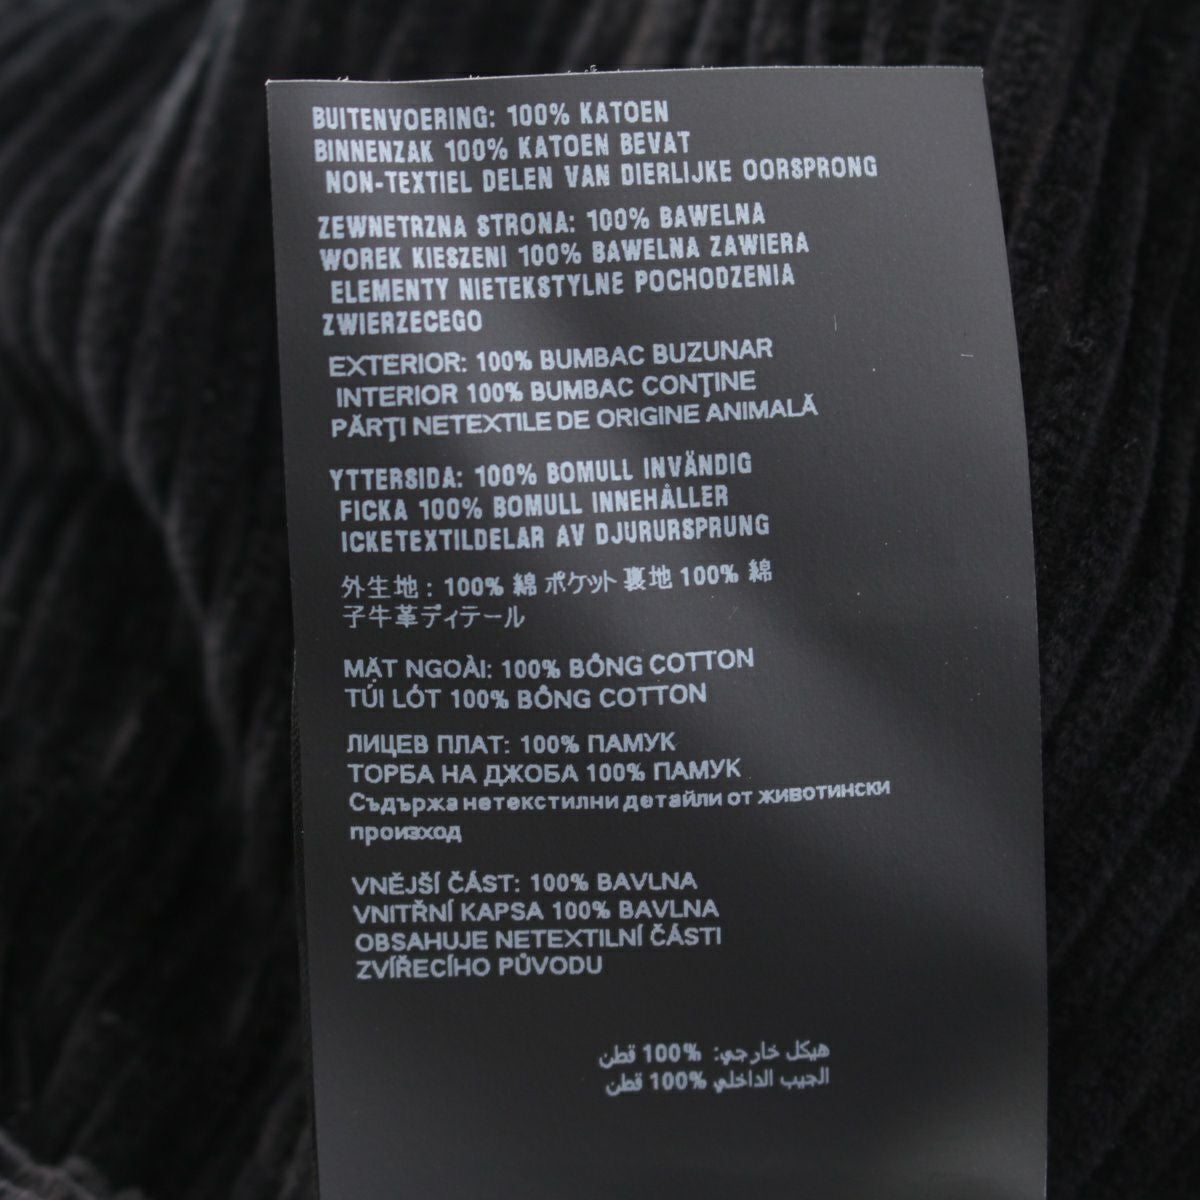 BUITENVOERING: 100% KATOEN
BINNENZAK 100% KATOEN BEVAT
NON-TEXTIEL DELEN VAN DIERLIJKE OORSPRONG
ZEWNETRZNA STRONA: 100% BAWELNA
WOREK KIESZENI 100% BAWELNA ZAWIERA
ELEMENTY NIETEKSTYLNE POCHODZENIA
ZWIERZECEGO
EXTERIOR: 100% BUMBAC BUZUNAR
INTERIOR 100% BUMBAC CONŢINE
PĂRŢI NETEXTILE DE ORIGINE ANIMALĂ
YTTERSIDA: 100% BOMULL INVÄNDIG
FICKA 100% BOMULL INNEHÅLLER
ICKETEXTILDELAR AV DJURURSPRUNG
外生地 : 100% 綿 ポケット 裏地 100% 綿
子牛革ディテール
MẶT NGOÀI: 100% BÔNG COTTON
TÚI LÓT 100% BÔNG COTTON
ЛИЦЕВ ПЛАТ: 100% ПАМУК
ТОРБА НА ДЖОБА 100% ПАМУК
Съдържа нетекстилни детайли от животински
произход
VNĚJŠÍ ČÁST: 100% BAVLNA
VNITŘNÍ KAPSA 100% BAVLNA
OBSAHUJE NETEXTILNÍ ČÁSTI
ZVÍŘECÍHO PŮVODU
هيكل خارجي: 100% قطن
الجيب الداخلي 100% قطن